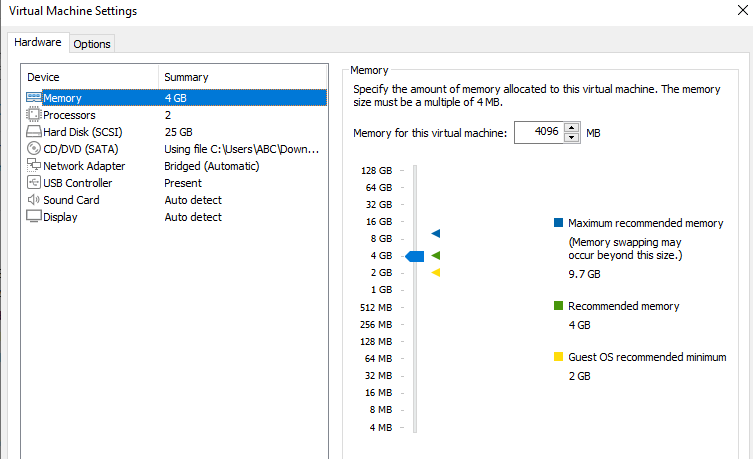 Virtual Machine Settings
Hardware Options
Device Summary
Memory 4 GB
Processors 2
Hard Disk (SCSI) 25 GB
CD/DVD (SATA) Using file C:\Users\ABC\Down...
Network Adapter Bridged (Automatic)
USB Controller Present
Sound Card Auto detect
Display Auto detect
Memory
Specify the amount of memory allocated to this virtual machine. The memory
size must be a multiple of 4 MB.
Memory for this virtual machine: 4096 MB
128 GB
64 GB
32 GB
16 GB
8 GB
4 GB
2 GB
1 GB
512 MB
256 MB
128 MB
64 MB
32 MB
16 MB
8 MB
4 MB
Maximum recommended memory
(Memory swapping may
occur beyond this size.)
9.7 GB
Recommended memory
4 GB
Guest OS recommended minimum
2 GB